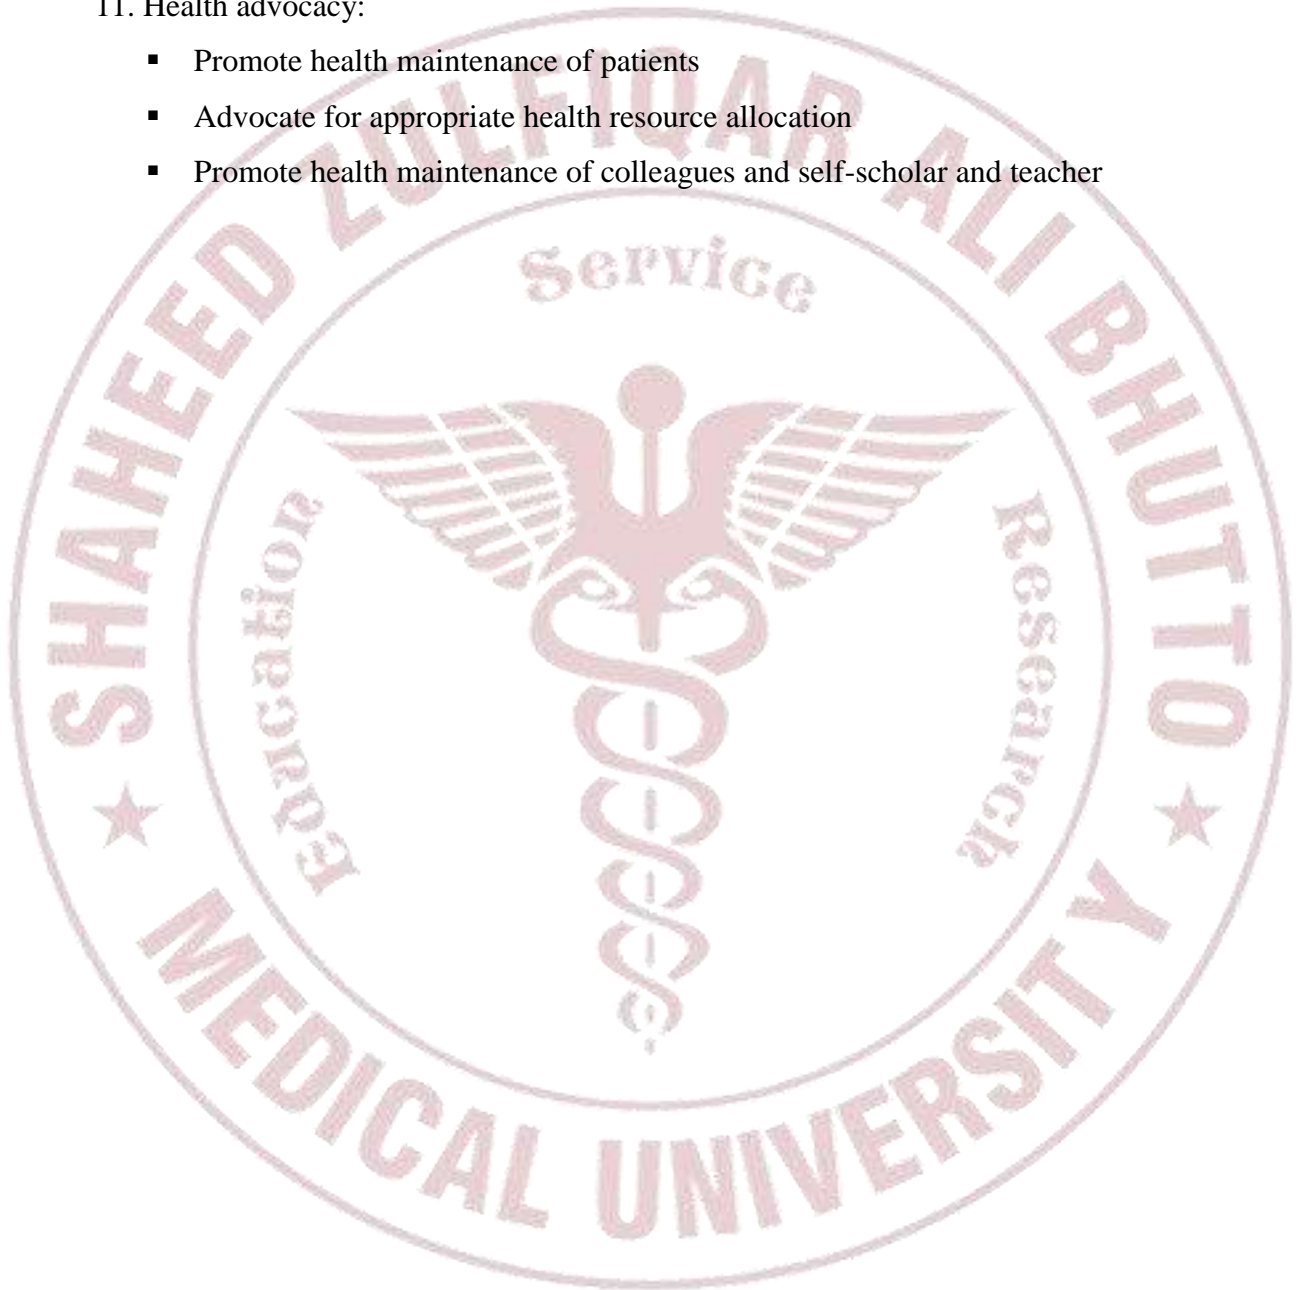 11. Health advocacy:
▪ Promote health maintenance of patients
▪ Advocate for appropriate health resource allocation
▪ Promote health maintenance of colleagues and self-scholar and teacher
SHAHEED ZULFIQAR ALI BHUTTO
Service
Education
Research
★ MEDICAL UNIVERSITY ★